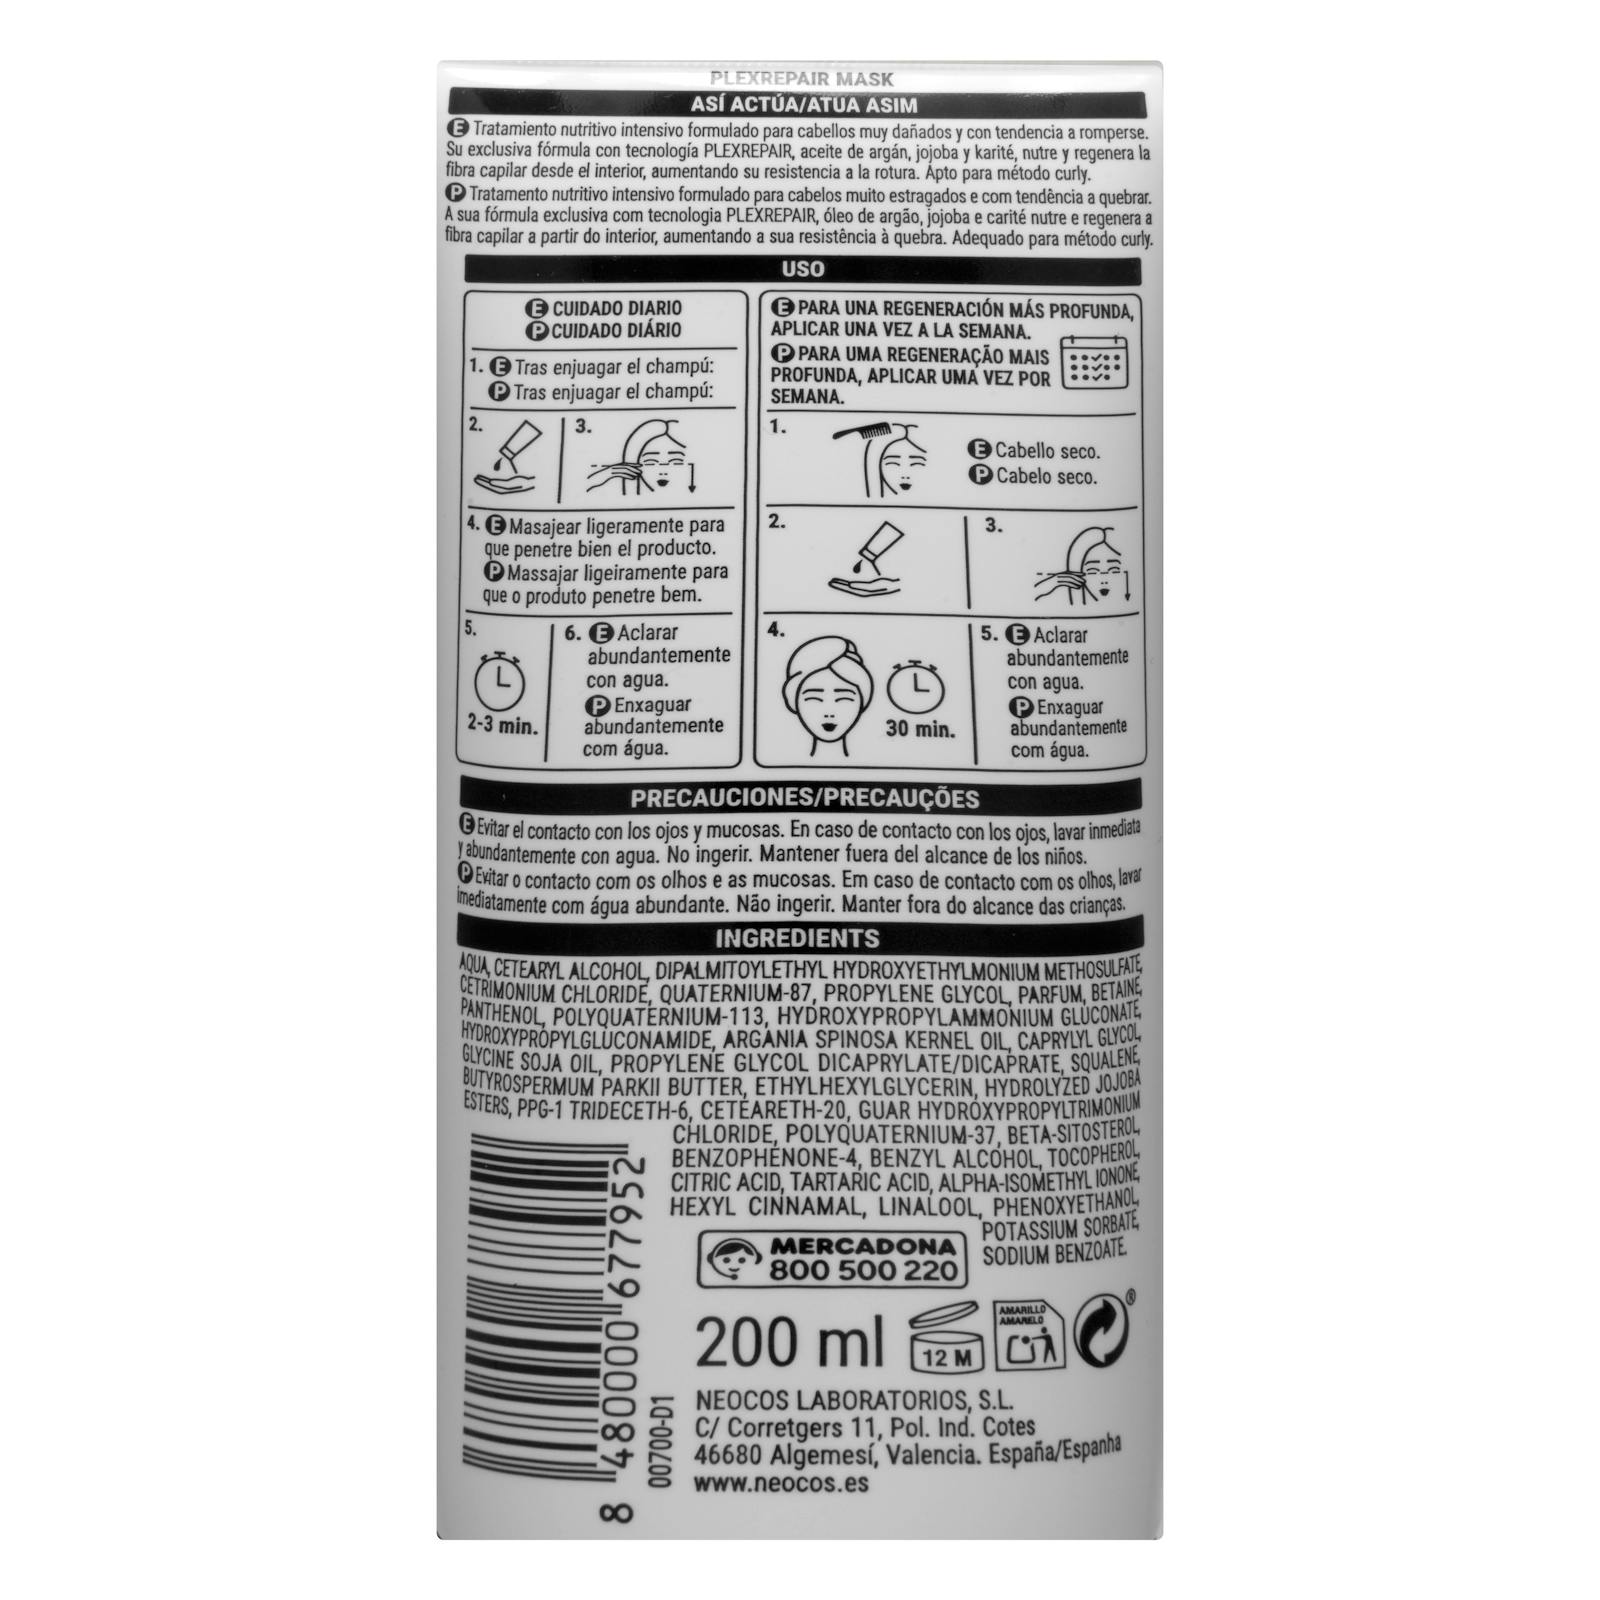 PLEXREPAIR MASK
ASÍ ACTÚA/ATUA ASIM
E Tratamiento nutritivo intensivo formulado para cabellos muy dañados y con tendencia a romperse.
Su exclusiva fórmula con tecnología PLEXREPAIR, aceite de argán, jojoba y karité, nutre y regenera la
fibra capilar desde el interior, aumentando su resistencia a la rotura. Apto para método curly.
P Tratamento nutritivo intensivo formulado para cabelos muito estragados e com tendência a quebrar.
A sua fórmula exclusiva com tecnologia PLEXREPAIR, óleo de argão, jojoba e carité nutre e regenera a
fibra capilar a partir do interior, aumentando a sua resistência à quebra. Adequado para método curly.
USO
E CUIDADO DIARIO
P CUIDADO DIÁRIO
1. E Tras enjuagar el champú:
P Tras enjuagar el champú:
2.
3.
4. E Masajear ligeramente para
que penetre bien el producto.
P Massajar ligeiramente para
que o produto penetre bem.
5.
2-3 min.
6. E Aclarar
abundantemente
con agua.
P Enxaguar
abundantemente
com água.
E PARA UNA REGENERACIÓN MÁS PROFUNDA,
APLICAR UNA VEZ A LA SEMANA.
P PARA UMA REGENERAÇÃO MAIS
PROFUNDA, APLICAR UMA VEZ POR
SEMANA.
1.
E Cabello seco.
P Cabelo seco.
2.
3.
4.
30 min.
5. E Aclarar
abundantemente
con agua.
P Enxaguar
abundantemente
com água.
PRECAUCIONES/PRECAUÇÕES
E Evitar el contacto con los ojos y mucosas. En caso de contacto con los ojos, lavar inmediata
y abundantemente con agua. No ingerir. Mantener fuera del alcance de los niños.
P Evitar o contacto com os olhos e as mucosas. Em caso de contacto com os olhos, lavar
imediatamente com água abundante. Não ingerir. Manter fora do alcance das crianças.
INGREDIENTS
AQUA, CETEARYL ALCOHOL, DIPALMITOYLETHYL HYDROXYETHYLMONIUM METHOSULFATE,
CETRIMONIUM CHLORIDE, QUATERNIUM-87, PROPYLENE GLYCOL, PARFUM, BETAINE,
PANTHENOL, POLYQUATERNIUM-113, HYDROXYPROPYLAMMONIUM GLUCONATE,
HYDROXYPROPYLGLUCONAMIDE, ARGANIA SPINOSA KERNEL OIL, CAPRYLYL GLYCOL,
GLYCINE SOJA OIL, PROPYLENE GLYCOL DICAPRYLATE/DICAPRATE, SQUALENE,
BUTYROSPERMUM PARKII BUTTER, ETHYLHEXYLGLYCERIN, HYDROLYZED JOJOBA
ESTERS, PPG-1 TRIDECETH-6, CETEARETH-20, GUAR HYDROXYPROPYLTRIMONIUM
CHLORIDE, POLYQUATERNIUM-37, BETA-SITOSTEROL,
BENZOPHENONE-4, BENZYL ALCOHOL, TOCOPHEROL,
CITRIC ACID, TARTARIC ACID, ALPHA-ISOMETHYL IONONE,
HEXYL CINNAMAL, LINALOOL, PHENOXYETHANOL,
POTASSIUM SORBATE,
SODIUM BENZOATE.
MERCADONA
800 500 220
200 ml
12 M
AMARILLO
AMARELO
®
8 480000 677952
00700-D1
NEOCOS LABORATORIOS, S.L.
C/ Corretgers 11, Pol. Ind. Cotes
46680 Algemesí, Valencia. España/Espanha
www.neocos.es